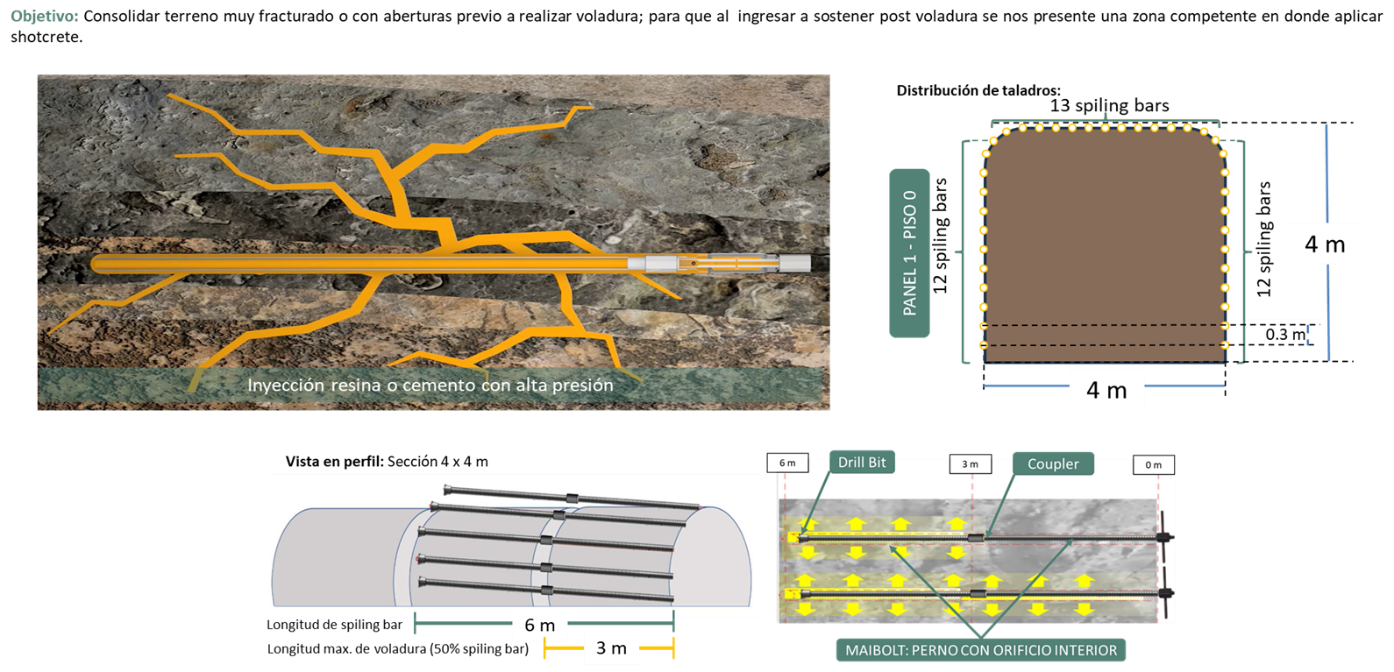 Objetivo: Consolidar terreno muy fracturado o con aberturas previo a realizar voladura; para que al ingresar a sostener post voladura se nos presente una zona competente en donde aplicar
shotcrete.
Inyección resina o cemento con alta presión
Distribución de taladros:
13 spiling bars
PANEL 1 - PISO 0
12 spiling bars
12 spiling bars
4 m
0.3 m
4 m
Vista en perfil: Sección 4 x 4 m
Longitud de spiling bar
6 m
Longitud max. de voladura (50% spiling bar)
3 m
6 m
Drill Bit
3 m
Coupler
0 m
MAIBOLT: PERNO CON ORIFICIO INTERIOR